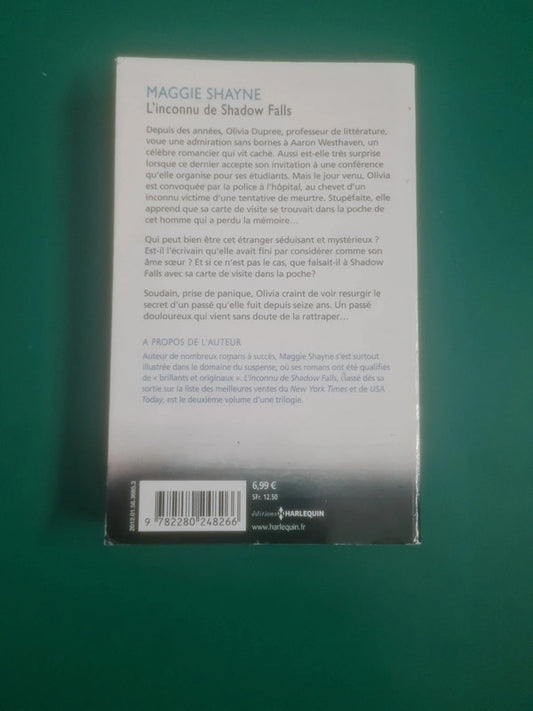 MAGGIE SHAYNE
L'inconnu de Shadow Falls
Depuis des années, Olivia Dupree, professeur de littérature,
voue une admiration sans bornes à Aaron Westhaven, un
célèbre romancier qui vit caché. Aussi est-elle très surprise
lorsque ce dernier accepte son invitation à une conférence
qu'elle organise pour ses étudiants. Mais le jour venu, Olivia
est convoquée par la police à l'hôpital, au chevet d'un
inconnu victime d'une tentative de meurtre. Stupéfaite, elle
apprend que sa carte de visite se trouvait dans la poche de
cet homme qui a perdu la mémoire...
Qui peut bien être cet étranger séduisant et mystérieux ?
Est-il l'écrivain qu'elle avait fini par considérer comme son
âme sœur ? Et si ce n'est pas le cas, que faisait-il à Shadow
Falls avec sa carte de visite dans la poche?
Soudain, prise de panique, Olivia craint de voir resurgir le
secret d'un passé qu'elle fuit depuis seize ans. Un passé
douloureux qui vient sans doute de la rattraper...
A PROPOS DE L'AUTEUR
Auteur de nombreux romans à succès, Maggie Shayne s'est surtout
illustrée dans le domaine du suspense, où ses romans ont été qualifiés
de « brillants et originaux ». L'inconnu de Shadow Falls, classé dès sa
sortie sur la liste des meilleures ventes du New York Times et de USA
Today, est le deuxième volume d'une trilogie.
6,99 €
SFr. 12.50
éditions HARLEQUIN
www.harlequin.fr
9 782280 248266